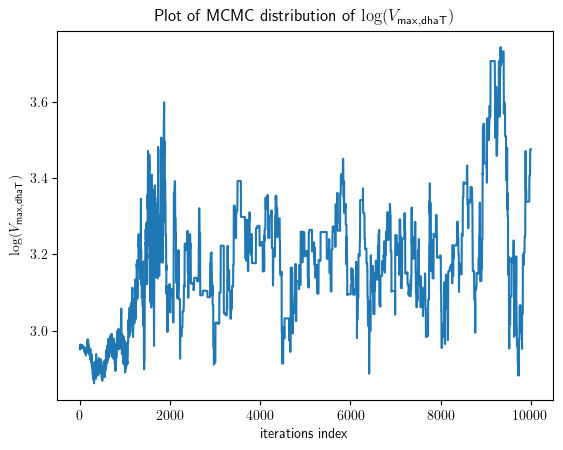 Plot of MCMC distribution of log(V_max,dhaT)
log(V_max,dhaT)
3.6
3.4
3.2
3.0
0 2000 4000 6000 8000 10000
iterations index